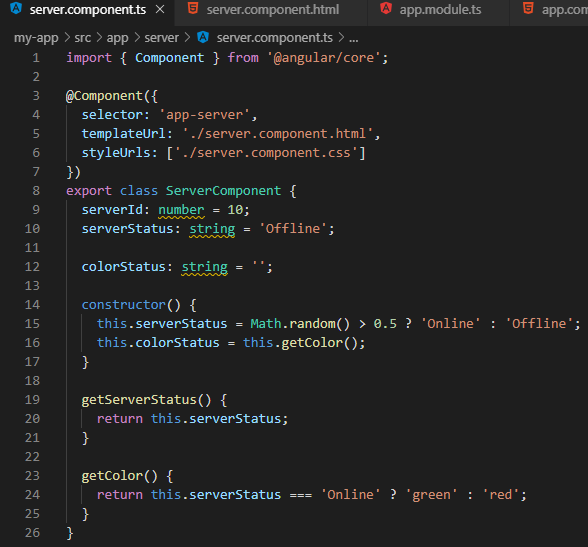 server.component.ts × server.component.html app.module.ts app.com
my-app > src > app > server > server.component.ts > ...
1 import { Component } from '@angular/core';
2
3 @Component({
4   selector: 'app-server',
5   templateUrl: './server.component.html',
6   styleUrls: ['./server.component.css']
7 })
8 export class ServerComponent {
9   serverId: number = 10;
10   serverStatus: string = 'Offline';
11
12   colorStatus: string = '';
13
14   constructor() {
15     this.serverStatus = Math.random() > 0.5 ? 'Online' : 'Offline';
16     this.colorStatus = this.getColor();
17   }
18
19   getServerStatus() {
20     return this.serverStatus;
21   }
22
23   getColor() {
24     return this.serverStatus === 'Online' ? 'green' : 'red';
25   }
26 }